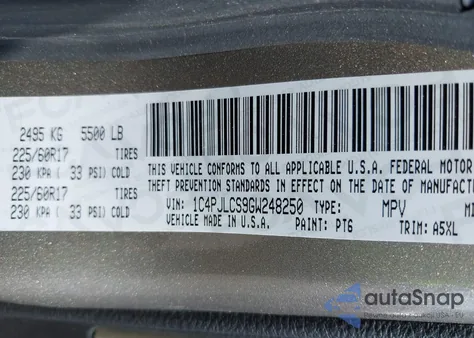 2495 KG 5500 LB
225/60R17 TIRES
230 KPA ( 33 PSI) COLD
225/60R17 TIRES
230 KPA ( 33 PSI) COLD
THIS VEHICLE CONFORMS TO ALL APPLICABLE U.S.A. FEDERAL MOTOR
THEFT PREVENTION STANDARDS IN EFFECT ON THE DATE OF MANUFACT
VIN: 1C4PJLCS9GW248250 TYPE: MPV
VEHICLE MADE IN U.S.A. PAINT: PT6 TRIM: A5XL
autoSnap